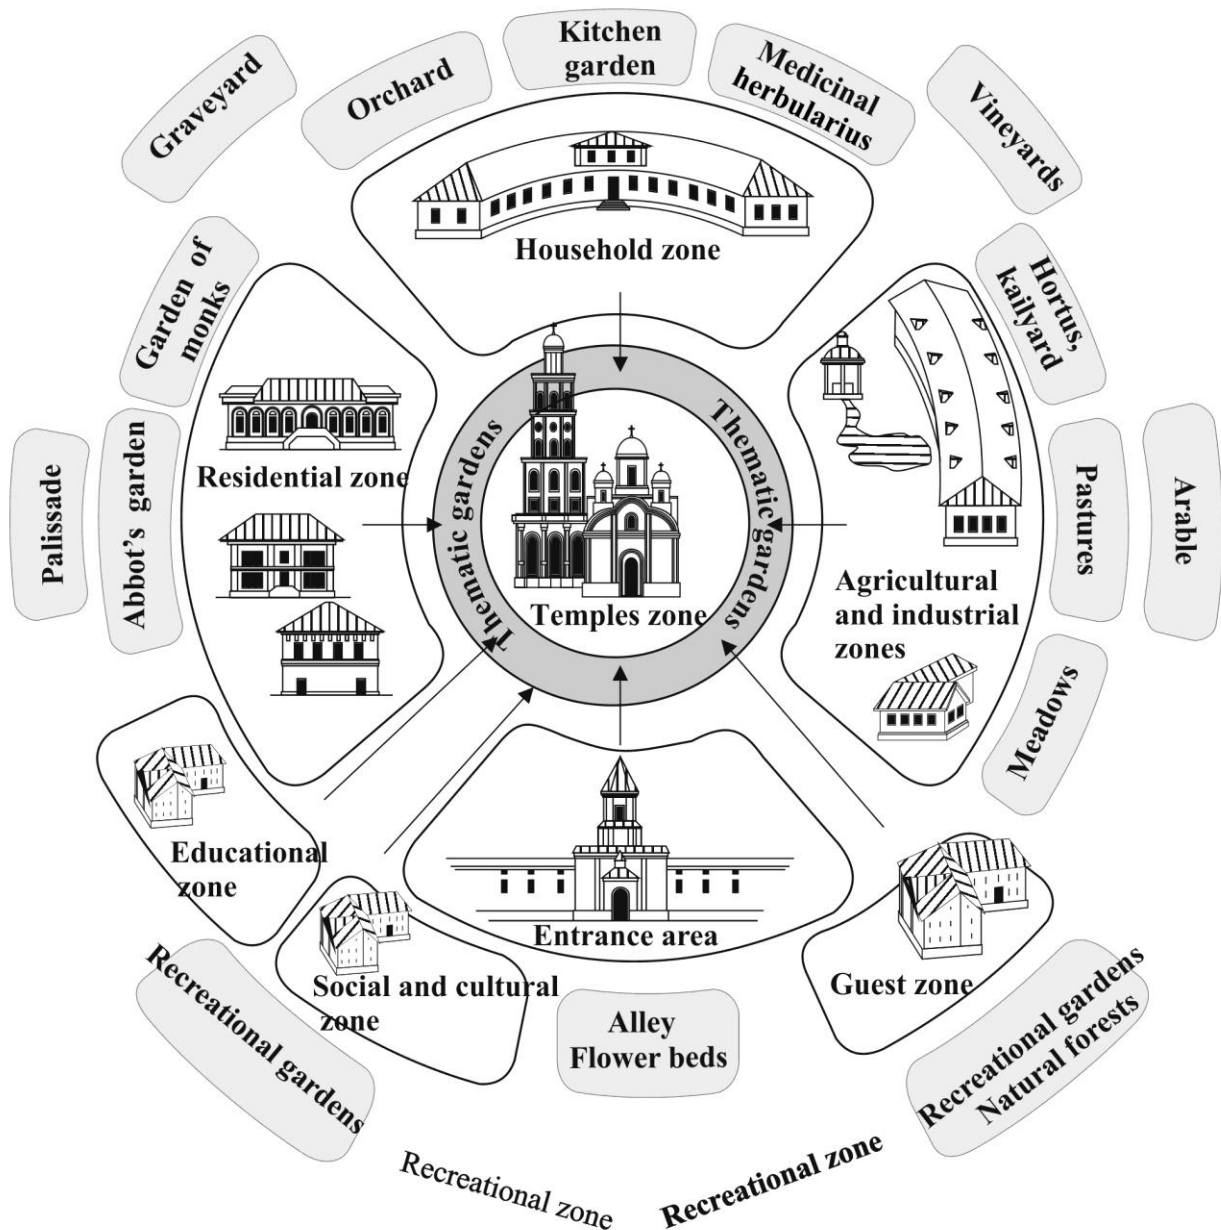 Kitchen
garden
Orchard
Medicinal
herbularius
Graveyard
Vineyards
Household zone
Garden of
monks
Hortus,
kailyard
Residential zone
Thematic gardens
Thematic gardens
Temples zone
Palissade
Abbot's garden
Pastures
Arable
Agricultural
and industrial
zones
Meadows
Educational
zone
Entrance area
Social and cultural
zone
Guest zone
Recreational gardens
Alley
Flower beds
Recreational gardens
Natural forests
Recreational zone
Recreational zone